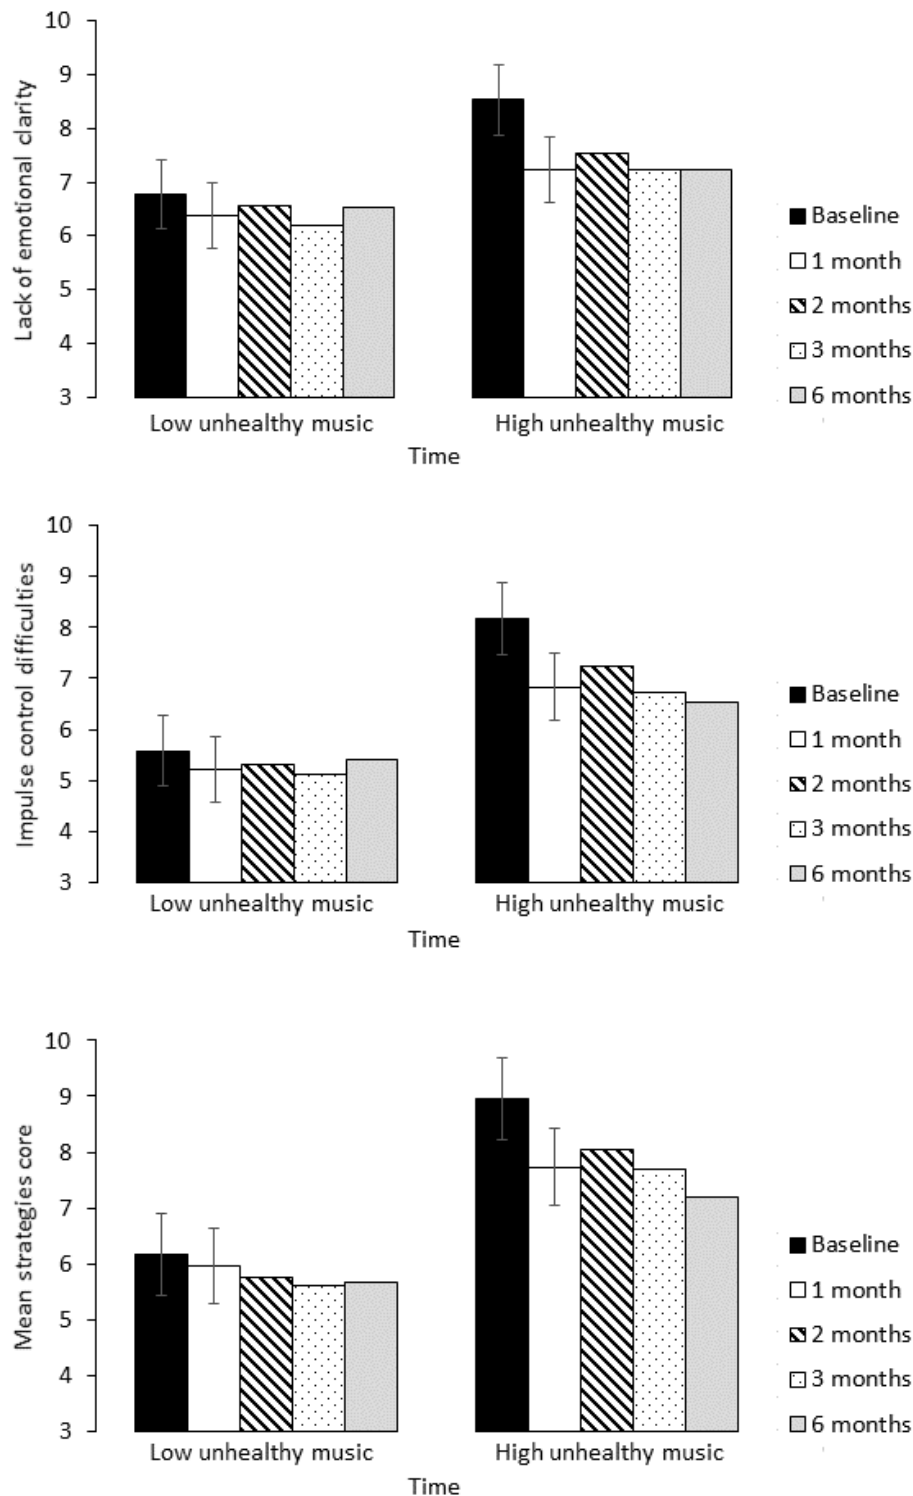 10
9
8
7
6
5
4
3
Lack of emotional clarity
Low unhealthy music
High unhealthy music
Time
Baseline
1 month
2 months
3 months
6 months
10
9
8
7
6
5
4
3
Impulse control difficulties
Low unhealthy music
High unhealthy music
Time
Baseline
1 month
2 months
3 months
6 months
10
9
8
7
6
5
4
3
Mean strategies core
Low unhealthy music
High unhealthy music
Time
Baseline
1 month
2 months
3 months
6 months